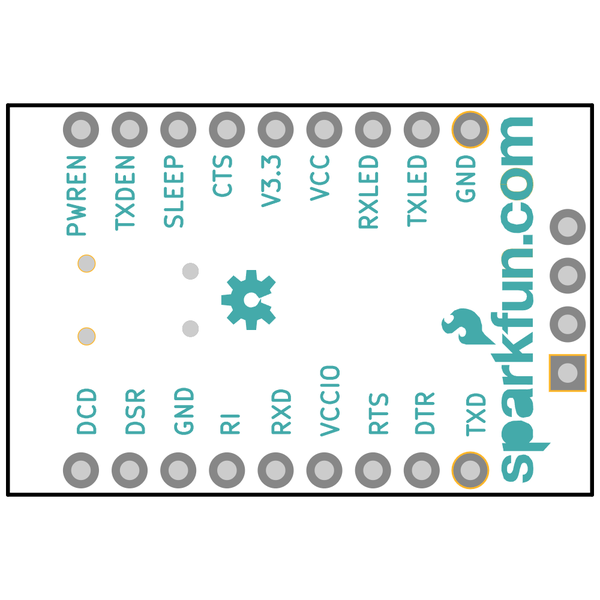 PWREN
TXDEN
SLEEP
CTS
V3.3
VCC
RXLED
TXLED
GND
sparkfun.com
DCD
DSR
GND
RI
RXD
VCCIO
RTS
DTR
TXD